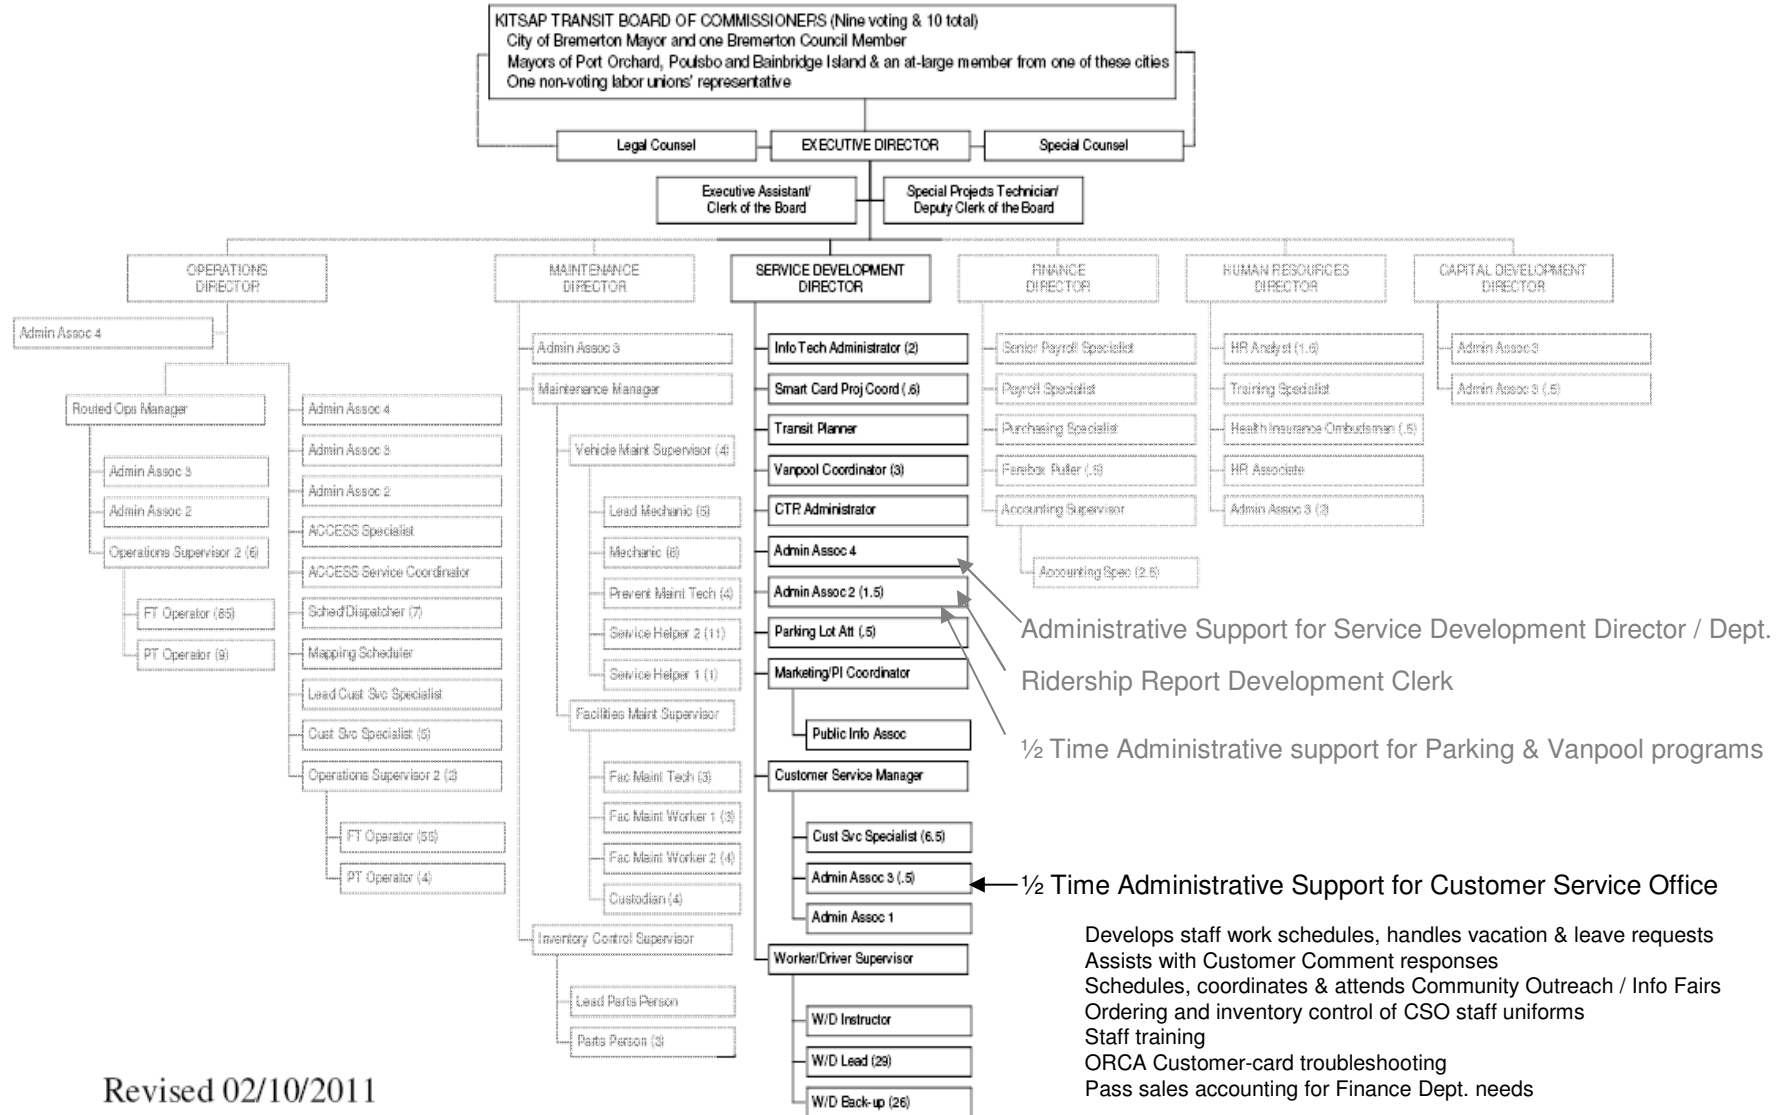 KITSAP TRANSIT BOARD OF COMMISSIONERS (Nine voting & 10 total)
City of Bremerton Mayor and one Bremerton Council Member
Mayors of Port Orchard, Poulsbo and Bainbridge Island & an at-large member from one of these cities
One non-voting labor unions' representative
Legal Counsel
EXECUTIVE DIRECTOR
Special Counsel
Executive Assistant/
Clerk of the Board
Special Projects Technician/
Deputy Clerk of the Board
OPERATIONS
DIRECTOR
Admin Assoc 4
Routed Ops Manager
Admin Assoc 3
Admin Assoc 2
Operations Supervisor 2 (6)
FT Operator (85)
PT Operator (9)
Admin Assoc 4
Admin Assoc 3
Admin Assoc 2
ACCESS Specialist
ACCESS Service Coordinator
Sched/Dispatcher (7)
Mapping Scheduler
Lead Cust Svc Specialist
Cust Svc Specialist (5)
Operations Supervisor 2 (2)
FT Operator (55)
PT Operator (4)
MAINTENANCE
DIRECTOR
Admin Assoc 3
Maintenance Manager
Vehicle Maint Supervisor (4)
Lead Mechanic (5)
Mechanic (8)
Prevent Maint Tech (4)
Service Helper 2 (11)
Service Helper 1 (1)
Facilities Maint Supervisor
Fac Maint Tech (3)
Fac Maint Worker 1 (3)
Fac Maint Worker 2 (4)
Custodian (4)
Inventory Control Supervisor
Lead Parts Person
Parts Person (3)
SERVICE DEVELOPMENT
DIRECTOR
Info Tech Administrator (2)
Smart Card Proj Coord (.6)
Transit Planner
Vanpool Coordinator (3)
CTR Administrator
Admin Assoc 4
Admin Assoc 2 (1.5)
Parking Lot Att (.5)
Marketing/PI Coordinator
Public Info Assoc
Customer Service Manager
Cust Svc Specialist (6.5)
Admin Assoc 3 (.5)
Admin Assoc 1
Worker/Driver Supervisor
W/D Instructor
W/D Lead (29)
W/D Back-up (26)
FINANCE
DIRECTOR
Senior Payroll Specialist
Payroll Specialist
Purchasing Specialist
Farebox Puller (.5)
Accounting Supervisor
Accounting Spec (2.5)
HUMAN RESOURCES
DIRECTOR
HR Analyst (1.6)
Training Specialist
Health Insurance Ombudsman (.5)
HR Associate
Admin Assoc 3 (2)
CAPITAL DEVELOPMENT
DIRECTOR
Admin Assoc 3
Admin Assoc 3 (.5)
Administrative Support for Service Development Director / Dept.
Ridership Report Development Clerk
½ Time Administrative support for Parking & Vanpool programs
½ Time Administrative Support for Customer Service Office
Develops staff work schedules, handles vacation & leave requests
Assists with Customer Comment responses
Schedules, coordinates & attends Community Outreach / Info Fairs
Ordering and inventory control of CSO staff uniforms
Staff training
ORCA Customer-card troubleshooting
Pass sales accounting for Finance Dept. needs
Revised 02/10/2011